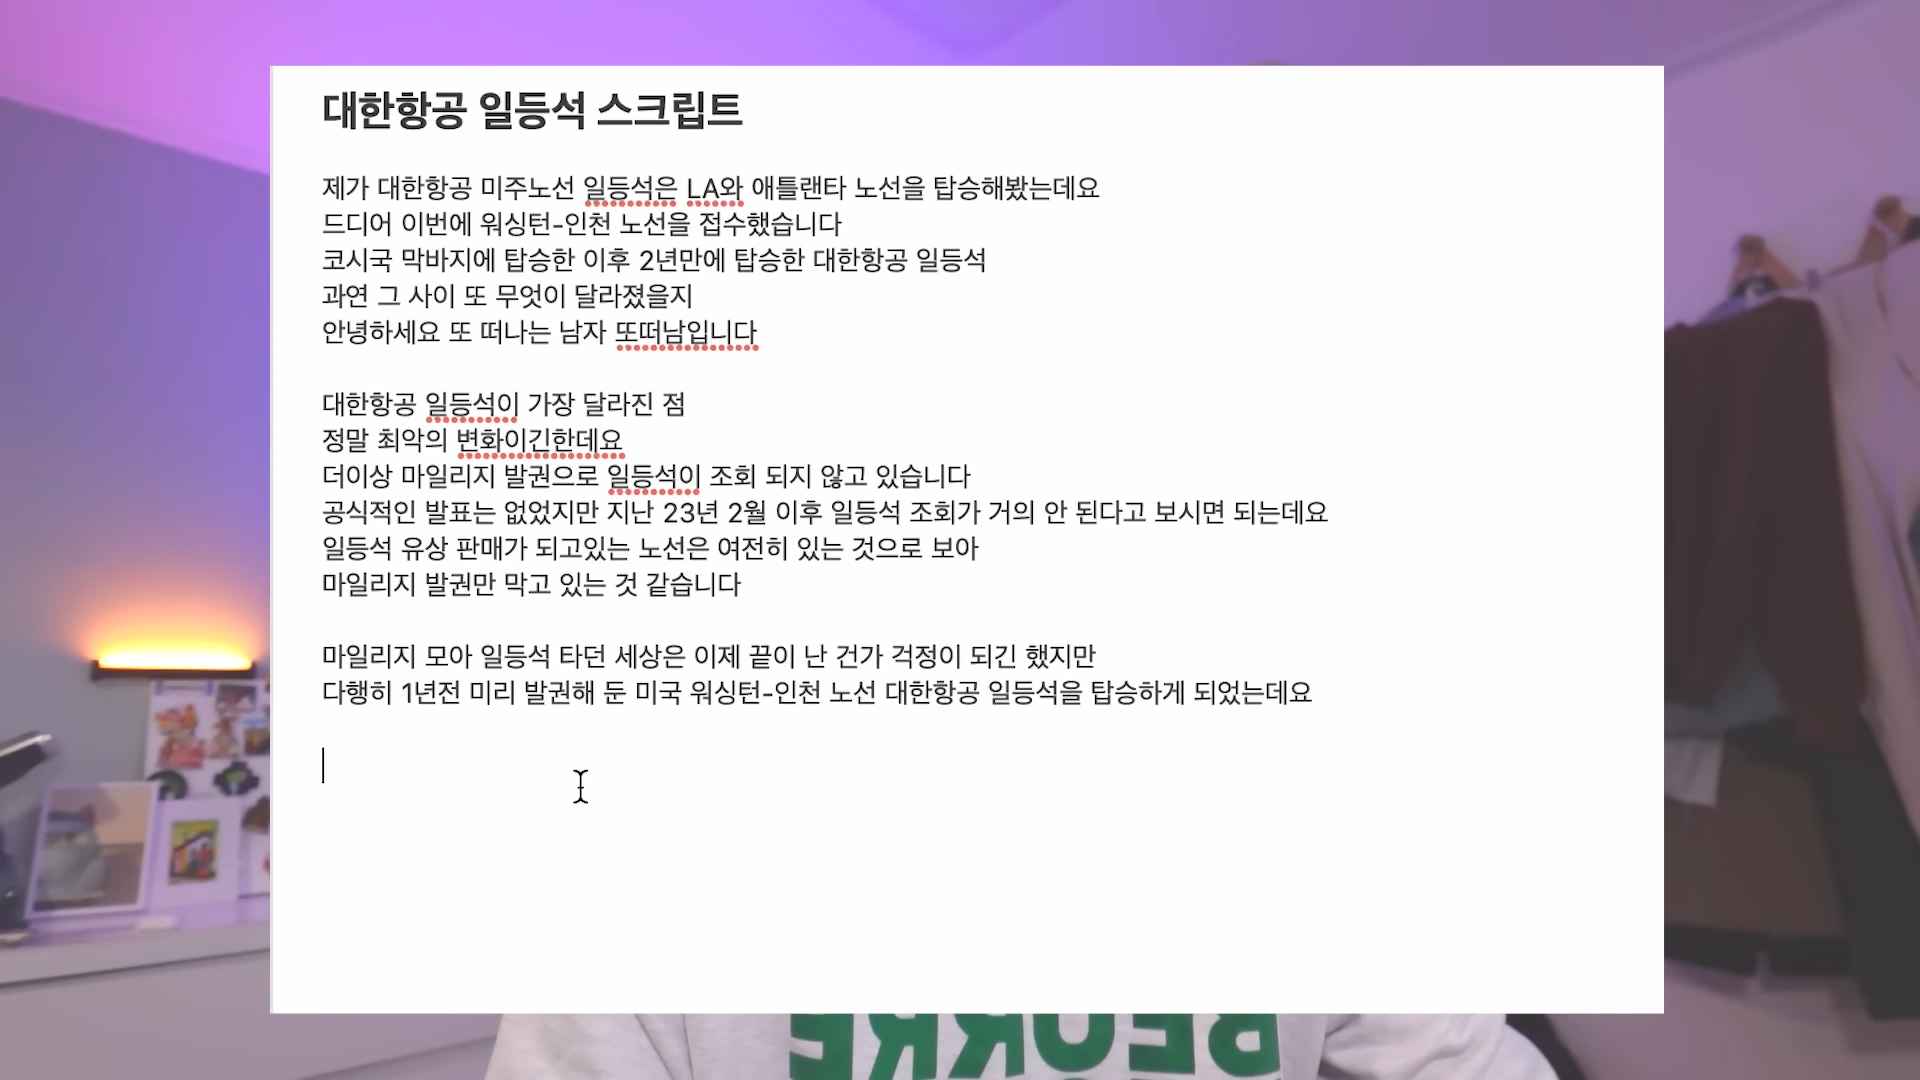 대한항공 일등석 스크립트
제가 대한항공 미주노선 일등석은 LA와 애틀랜타 노선을 탑승해봤는데요
드디어 이번에 워싱턴-인천 노선을 접수했습니다
코시국 막바지에 탑승한 이후 2년만에 탑승한 대한항공 일등석
과연 그 사이 또 무엇이 달라졌을지
안녕하세요 또 떠나는 남자 또떠남입니다
대한항공 일등석이 가장 달라진 점
정말 최악의 변화이긴한데요
더이상 마일리지 발권으로 일등석이 조회 되지 않고 있습니다
공식적인 발표는 없었지만 지난 23년 2월 이후 일등석 조회가 거의 안 된다고 보시면 되는데요
일등석 유상 판매가 되고있는 노선은 여전히 있는 것으로 보아
마일리지 발권만 막고 있는 것 같습니다
마일리지 모아 일등석 타던 세상은 이제 끝이 난 건가 걱정이 되긴 했지만
다행히 1년전 미리 발권해 둔 미국 워싱턴-인천 노선 대한항공 일등석을 탑승하게 되었는데요